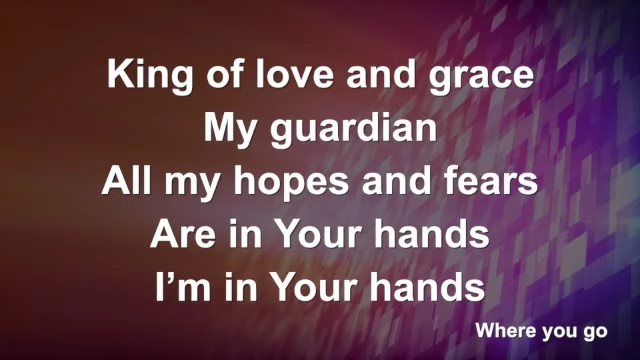 King of love and grace
My guardian
All my hopes and fears
Are in Your hands
I’m in Your hands
Where you go